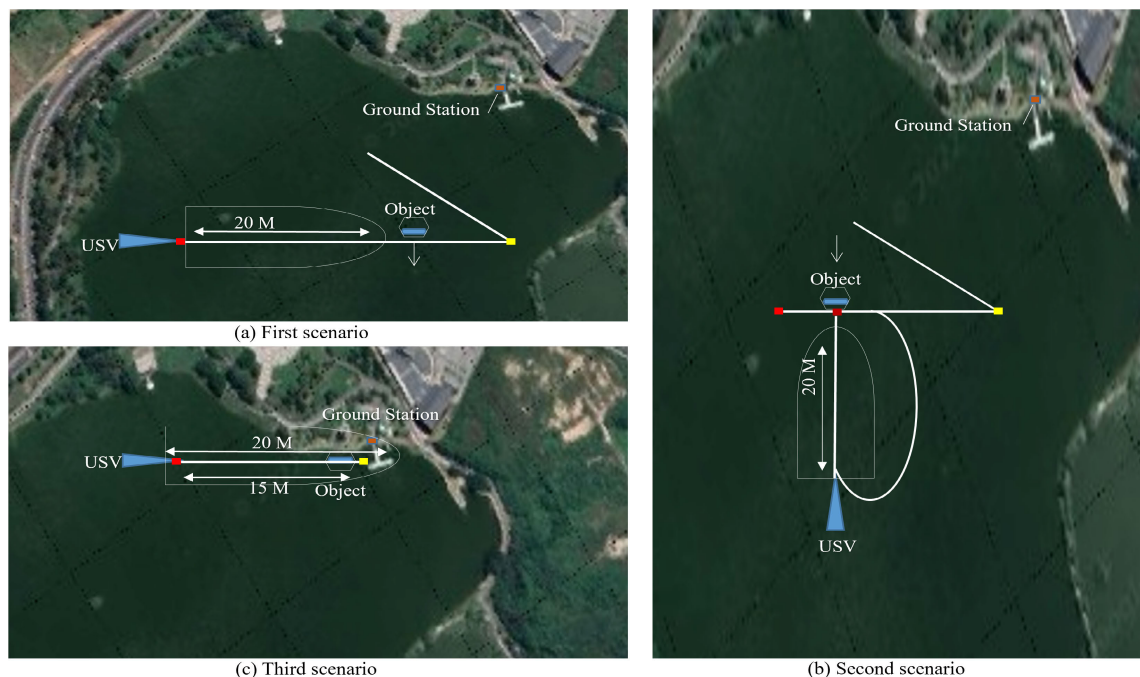 Ground Station
20 M
Object
USV
(a) First scenario
Ground Station
20 M
USV
15 M
Object
(c) Third scenario
Ground Station
Object
20 M
USV
(b) Second scenario